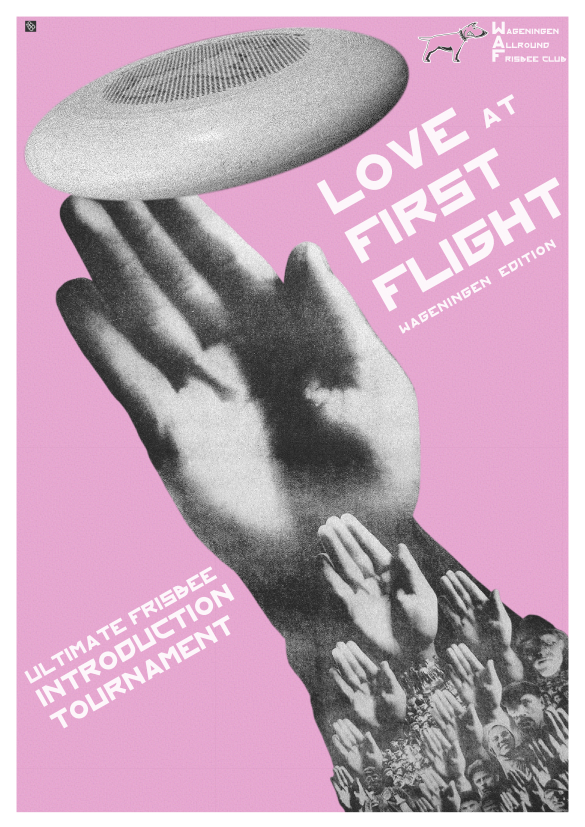 WAGENINGEN
ALLROUND
FRISBEE CLUB
LOVE AT
FIRST
FLIGHT
WAGENINGEN EDITION
ULTIMATE FRISBEE
INTRODUCTION
TOURNAMENT